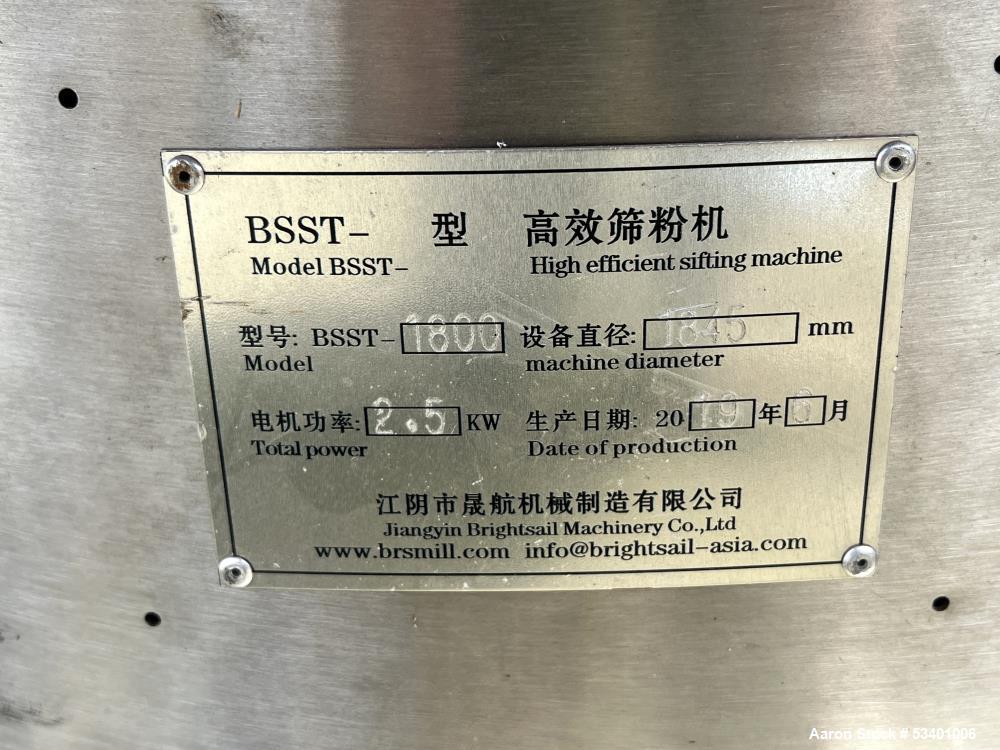 BSST- 型 高效筛粉机
Model BSST- High efficient sifting machine
型号: BSST-1800 设备直径: 1845 mm
Model machine diameter
电机功率: 2.5 KW 生产日期: 2019 年 6 月
Total power Date of production
江阴市晟航机械制造有限公司
Jiangyin Brightsail Machinery Co.,Ltd
www.brsmill.com info@brightsail-asia.com
Aaron Stock # 53401006